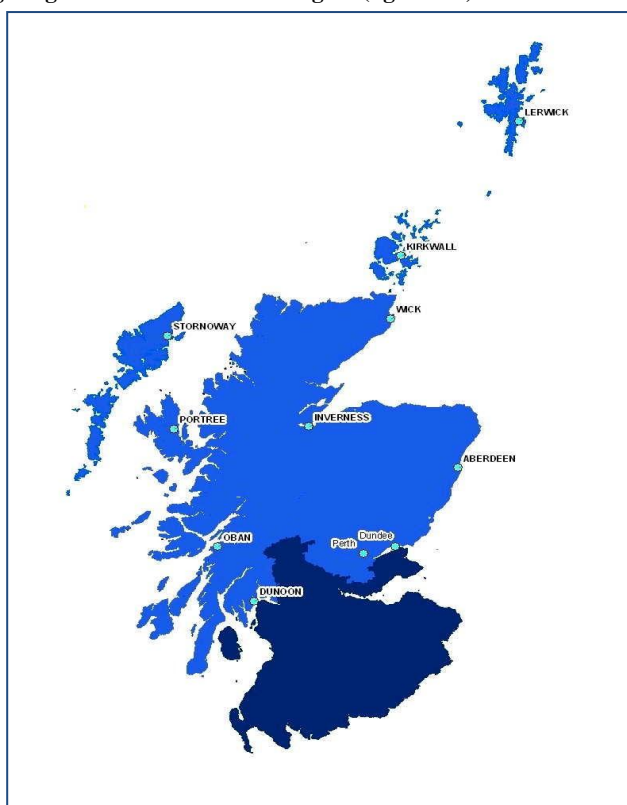 LERWICK
KIRKWALL
WICK
STORNOWAY
PORTREE
INVERNESS
ABERDEEN
OBAN
Perth
Dundee
DUNOON